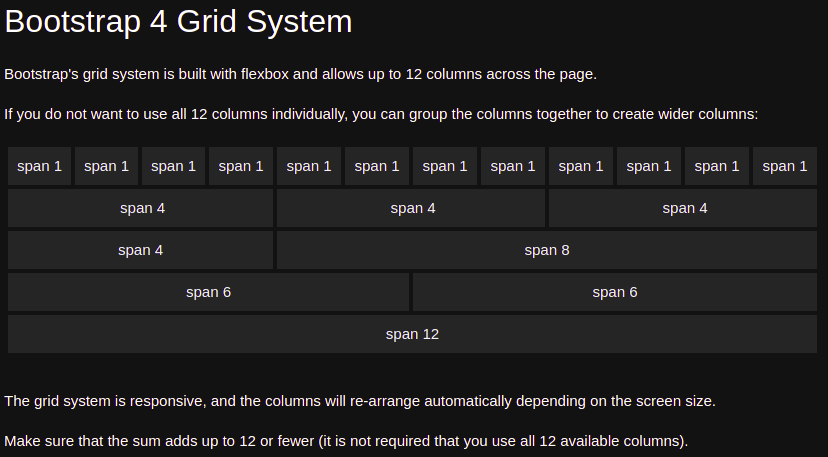 Bootstrap 4 Grid System
Bootstrap's grid system is built with flexbox and allows up to 12 columns across the page.
If you do not want to use all 12 columns individually, you can group the columns together to create wider columns:
span 1 span 1 span 1 span 1 span 1 span 1 span 1 span 1 span 1 span 1 span 1 span 1
span 4 span 4 span 4
span 4 span 8
span 6 span 6
span 12
The grid system is responsive, and the columns will re-arrange automatically depending on the screen size.
Make sure that the sum adds up to 12 or fewer (it is not required that you use all 12 available columns).